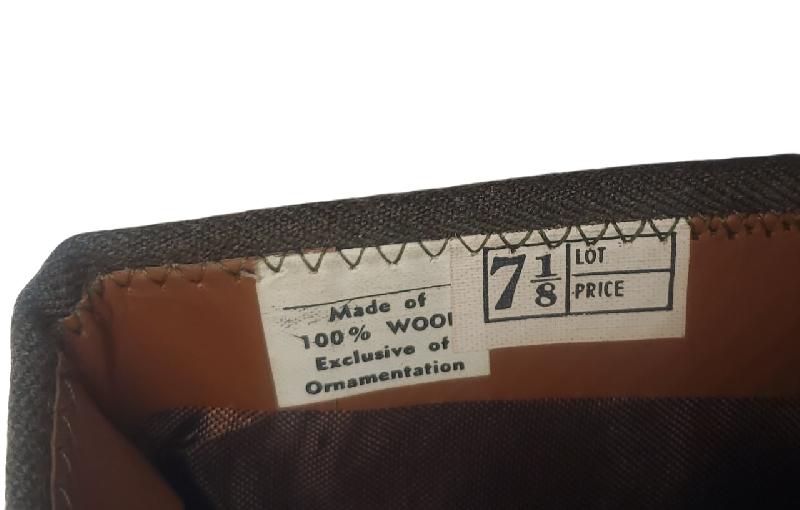 Made of
100% WOOL
Exclusive of
Ornamentation
7 1/8
LOT
PRICE